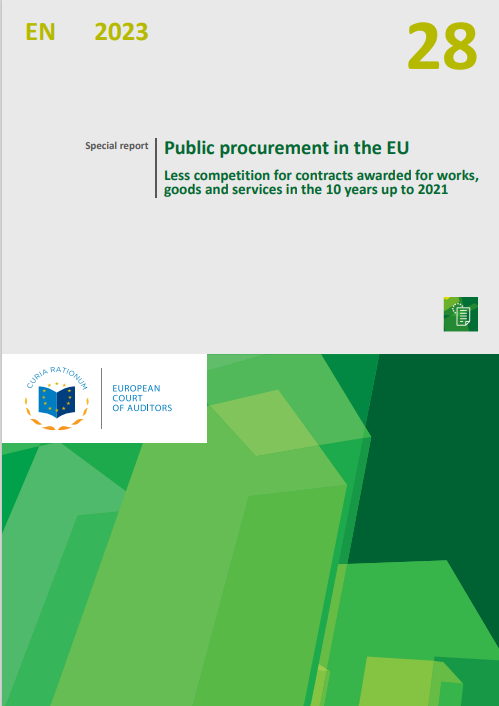 EN 2023
28
Special report
Public procurement in the EU
Less competition for contracts awarded for works,
goods and services in the 10 years up to 2021
CURIA RATIONUM
EUROPEAN
COURT
OF AUDITORS